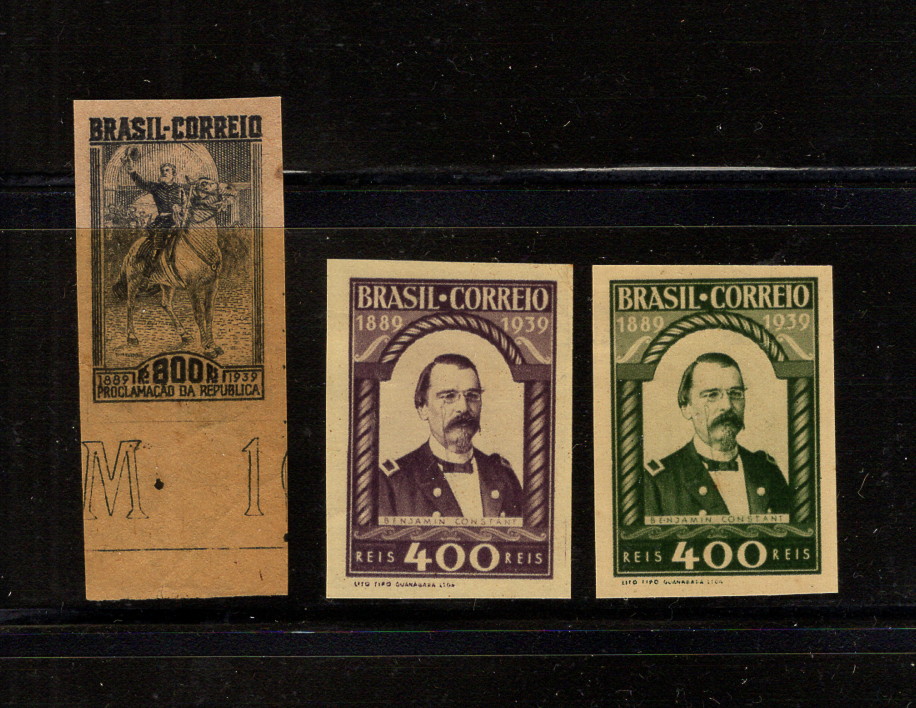 BRASIL-CORREIO
1889 R 800 R 1939
PROCLAMAÇÃO DA REPUBLICA
M. 1
BRASIL·CORREIO
1889 1939
BENJAMIN CONSTANT
REIS 400 REIS
LITO TIPO GUANABARA LTDA
BRASIL·CORREIO
1889 1939
BENJAMIN CONSTANT
REIS 400 REIS
LITO TIPO GUANABARA LTDA